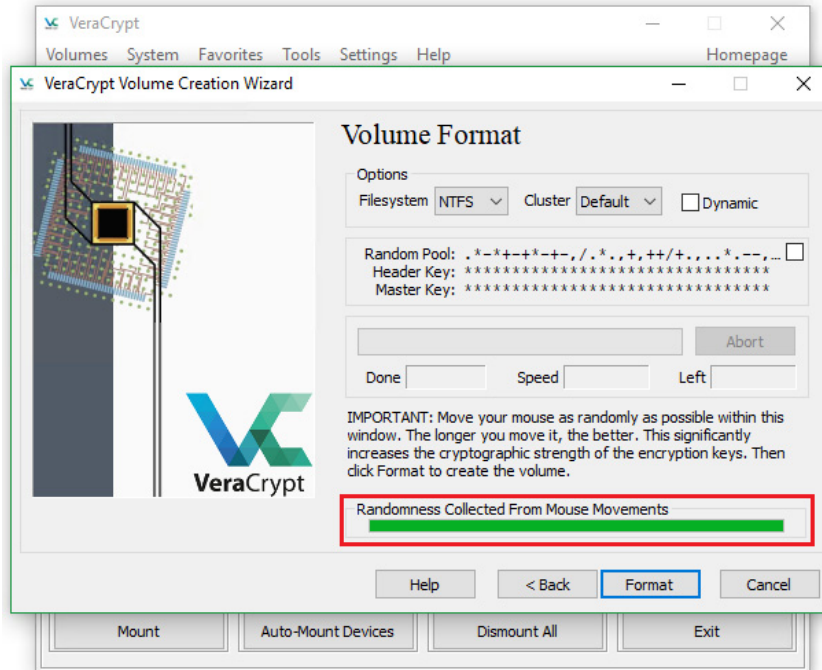 VeraCrypt
Volumes System Favorites Tools Settings Help Homepage
VeraCrypt Volume Creation Wizard
Volume Format
Options
Filesystem NTFS Cluster Default Dynamic
Random Pool: .*-*+-+*-+-,/.*.,+,++/+.,..*.--,...
Header Key: ********************************
Master Key: ********************************
Abort
Done Speed Left
IMPORTANT: Move your mouse as randomly as possible within this
window. The longer you move it, the better. This significantly
increases the cryptographic strength of the encryption keys. Then
click Format to create the volume.
VeraCrypt
Randomness Collected From Mouse Movements
Help < Back Format Cancel
Mount Auto-Mount Devices Dismount All Exit